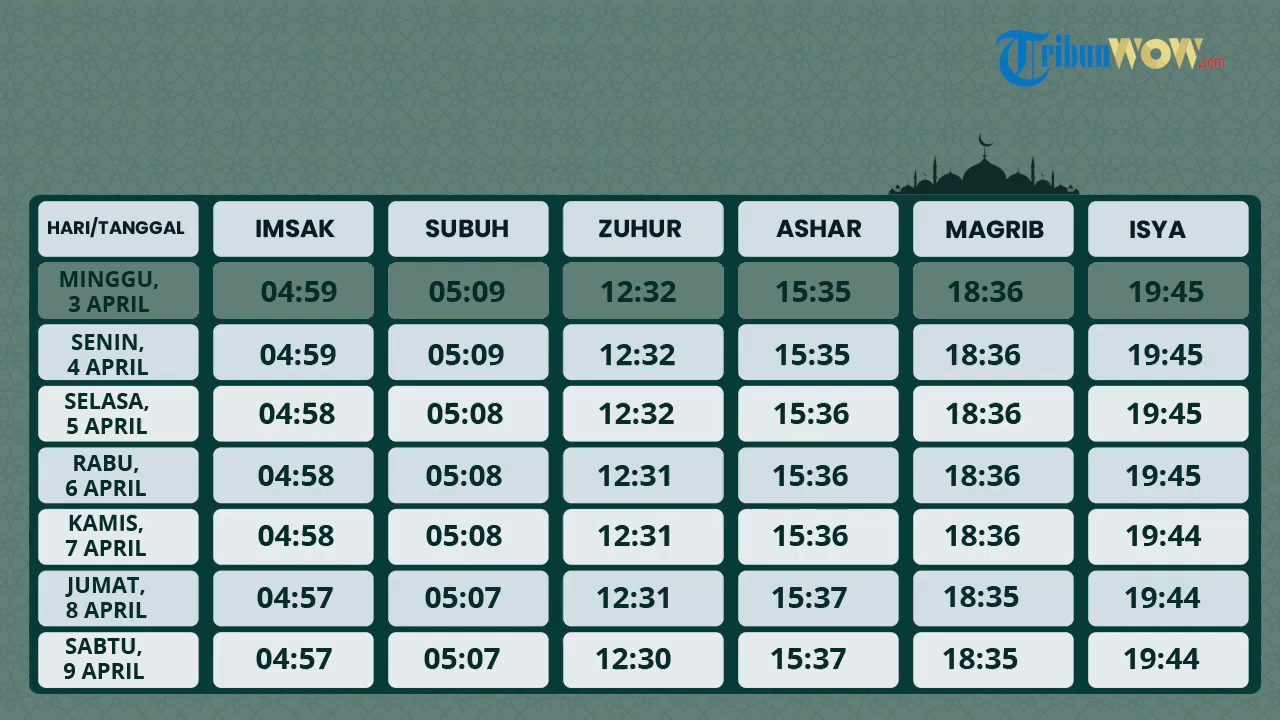 TribunWOW.com
HARI/TANGGAL IMSAK SUBUH ZUHUR ASHAR MAGRIB ISYA
MINGGU,
3 APRIL 04:59 05:09 12:32 15:35 18:36 19:45
SENIN,
4 APRIL 04:59 05:09 12:32 15:35 18:36 19:45
SELASA,
5 APRIL 04:58 05:08 12:32 15:36 18:36 19:45
RABU,
6 APRIL 04:58 05:08 12:31 15:36 18:36 19:45
KAMIS,
7 APRIL 04:58 05:08 12:31 15:36 18:36 19:44
JUMAT,
8 APRIL 04:57 05:07 12:31 15:37 18:35 19:44
SABTU,
9 APRIL 04:57 05:07 12:30 15:37 18:35 19:44